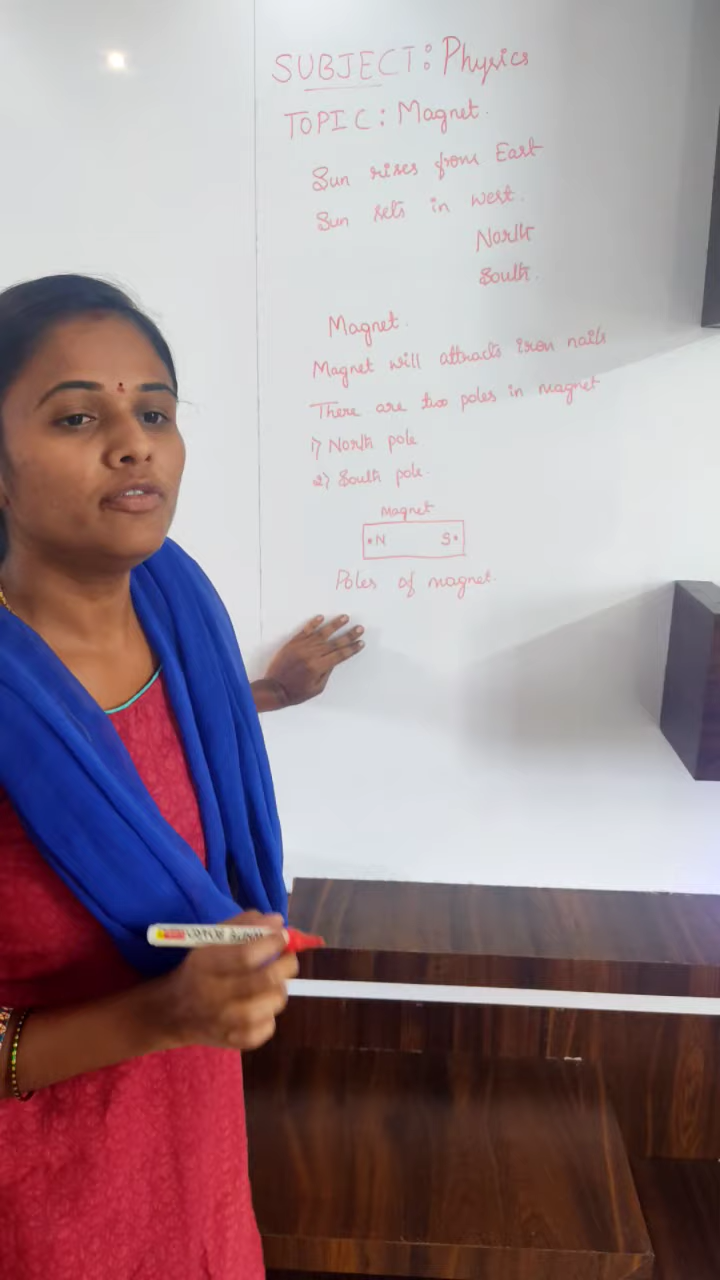 SUBJECT: Physics
TOPIC: Magnet.
Sun rises from East
Sun sets in west.
North
South.
Magnet.
Magnet will attracts iron nails
There are two poles in magnet
1) North pole
2) South pole.
Magnet
•N S•
Poles of magnet.